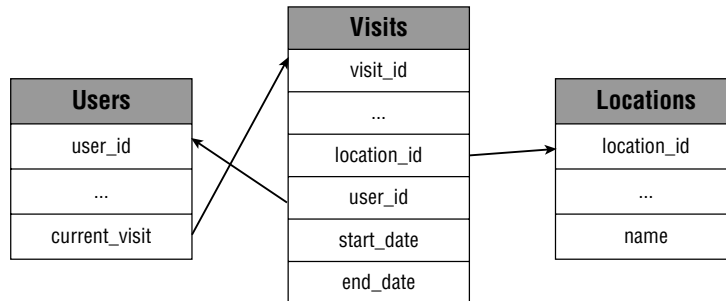 Visits
visit_id
...
location_id
user_id
start_date
end_date
Users
user_id
...
current_visit
Locations
location_id
...
name